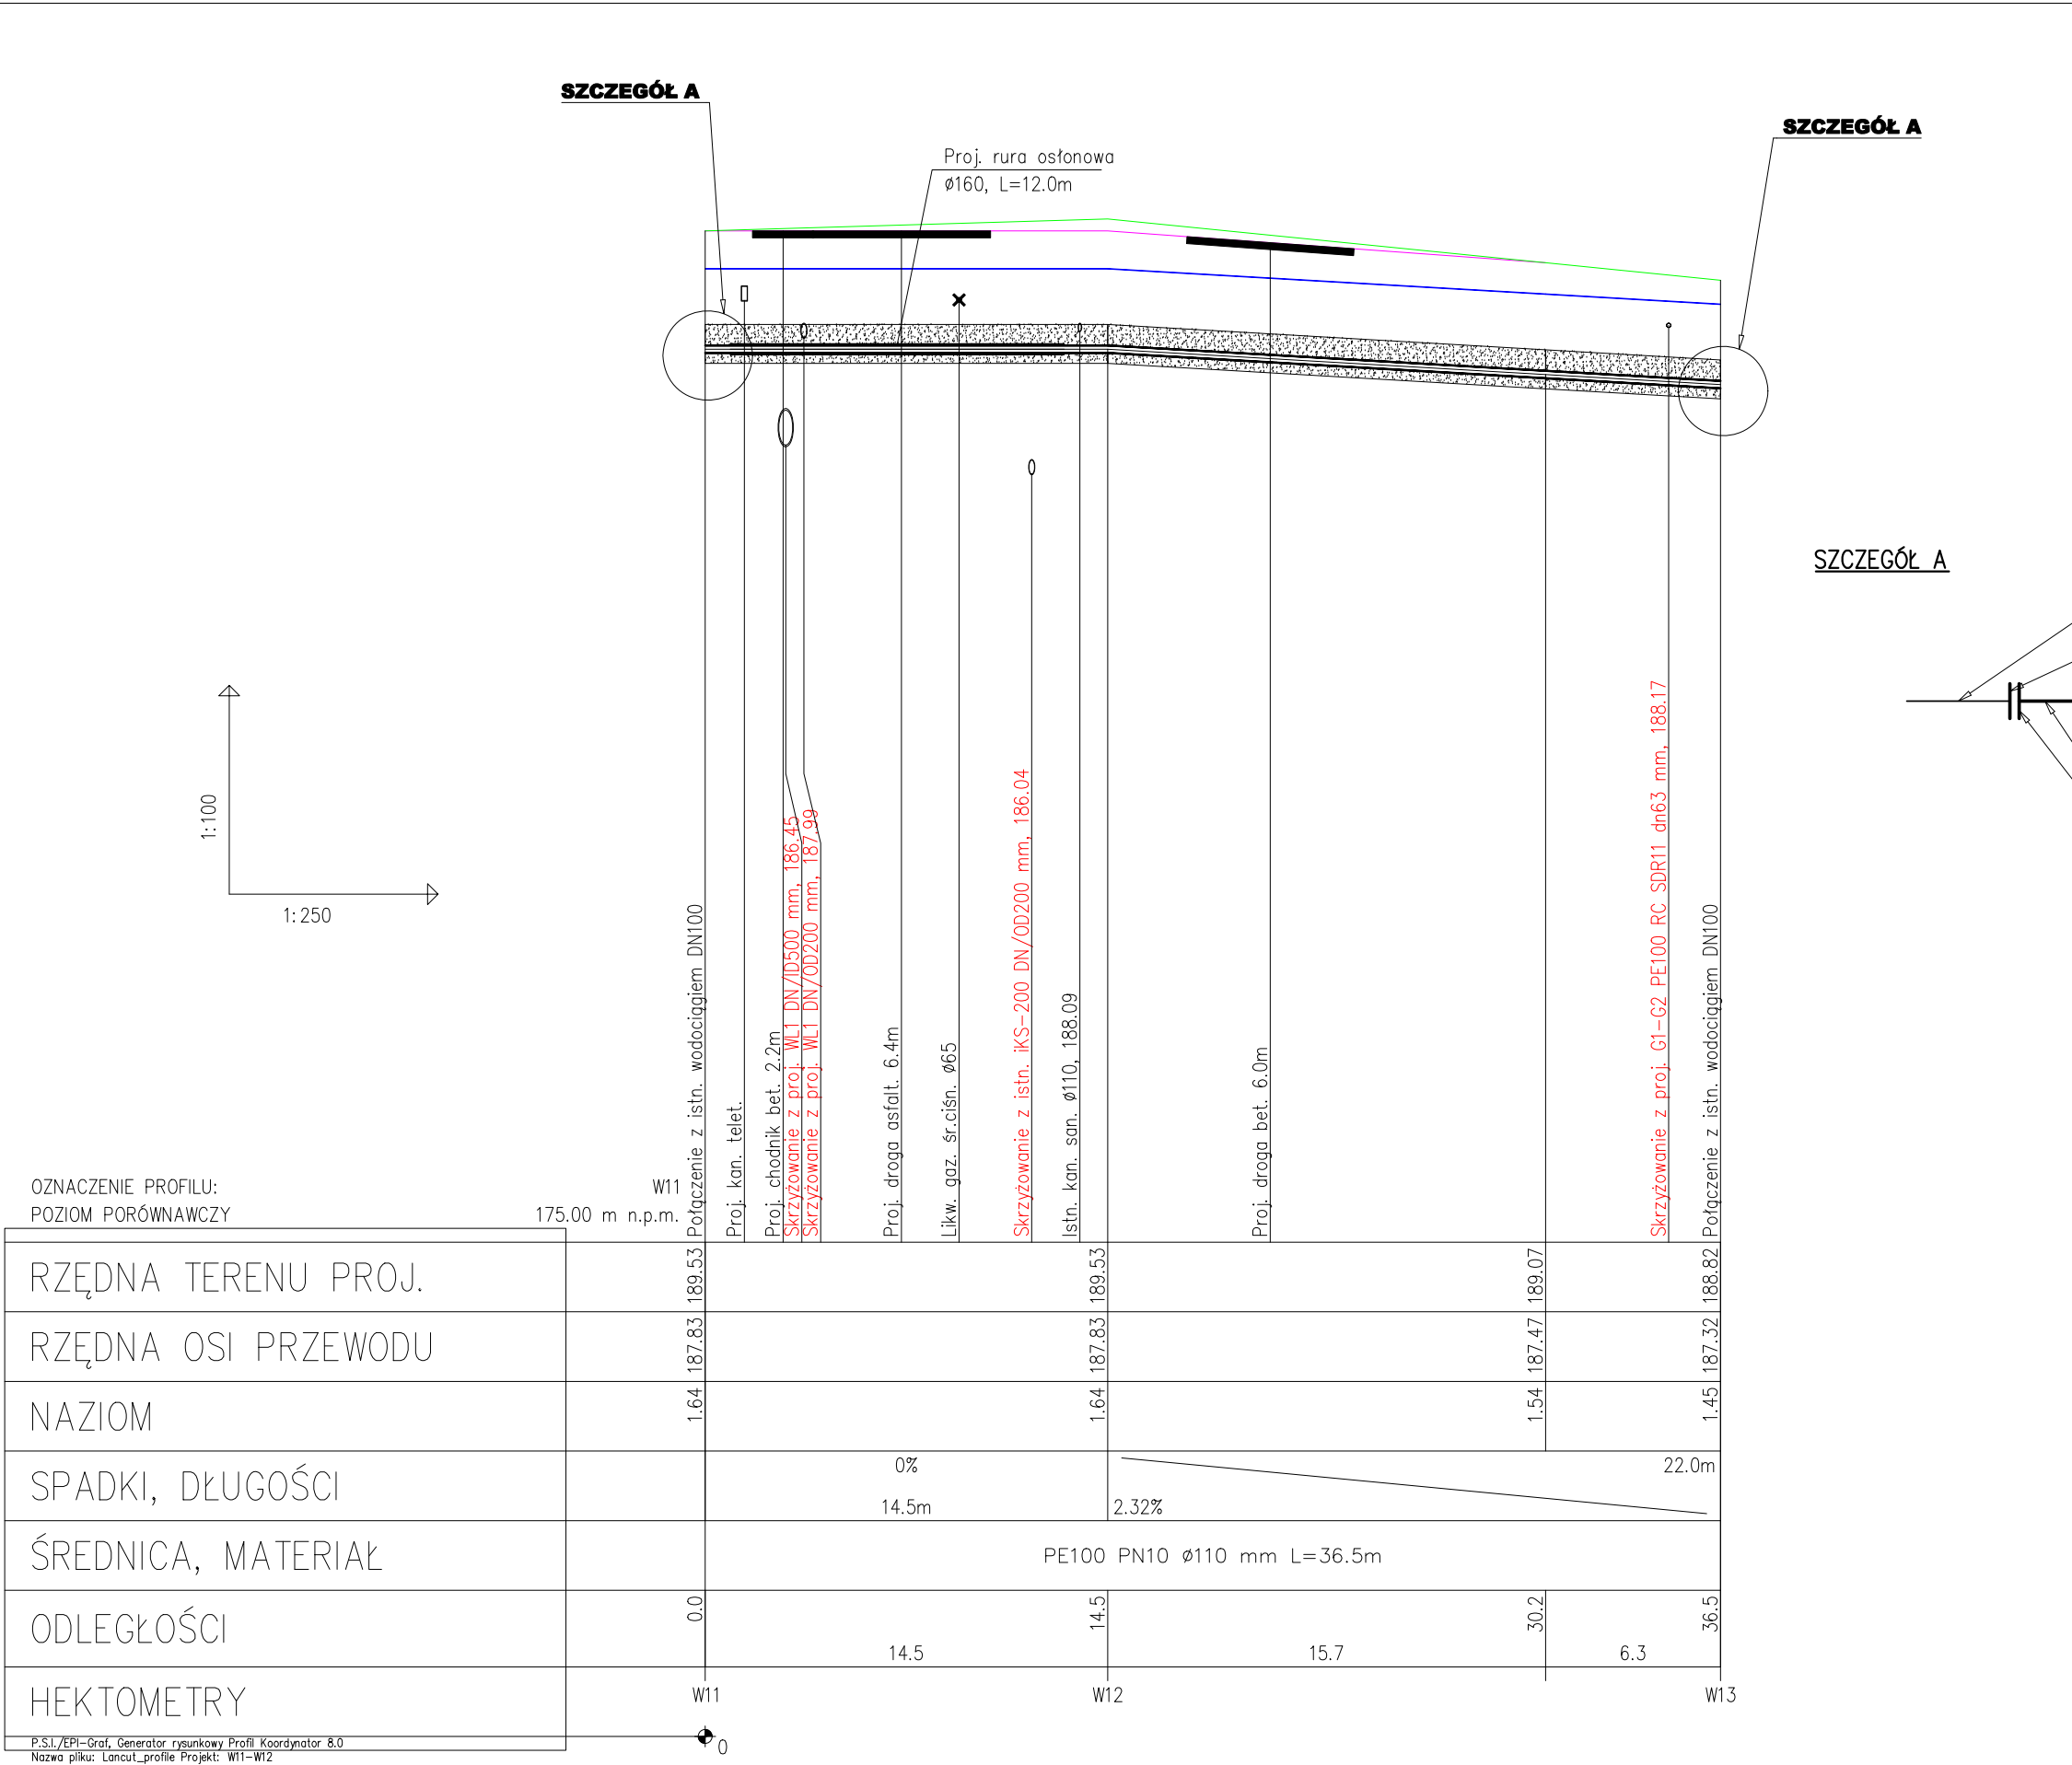 SZCZEGÓŁ A
SZCZEGÓŁ A
Proj. rura osłonowa
ø160, L=12.0m
SZCZEGÓŁ A
1:100
1:250
Połączenie z istn. wodociągiem DN100
Proj. kan. telet.
Proj. chodnik bet. 2.2m
Skrzyżowanie z proj. WL1 DN/ID500 mm, 186.45
Skrzyżowanie z proj. WL1 DN/OD200 mm, 187.99
Proj. droga asfalt. 6.4m
Likw. gaz. śr.ciśn. ø65
Skrzyżowanie z istn. iKS-200 DN/OD200 mm, 186.04
Istn. kan. san. ø110, 188.09
Proj. droga bet. 6.0m
Skrzyżowanie z proj. G1-G2 PE100 RC SDR11 dn63 mm, 188.17
Połączenie z istn. wodociągiem DN100
OZNACZENIE PROFILU: W11
POZIOM PORÓWNAWCZY 175.00 m n.p.m.
RZĘDNA TERENU PROJ. 189.53 189.53 189.07 188.82
RZĘDNA OSI PRZEWODU 187.83 187.83 187.47 187.32
NAZIOM 1.64 1.64 1.54 1.45
SPADKI, DŁUGOŚCI 0% 14.5m 2.32% 22.0m
ŚREDNICA, MATERIAŁ PE100 PN10 ø110 mm L=36.5m
ODLEGŁOŚCI 0.0 14.5 30.2 36.5
14.5 15.7 6.3
HEKTOMETRY W11 W12 W13
0
P.S.I./EPI-Graf, Generator rysunkowy Profil Koordynator 8.0
Nazwa pliku: Lancut_profile Projekt: W11-W12